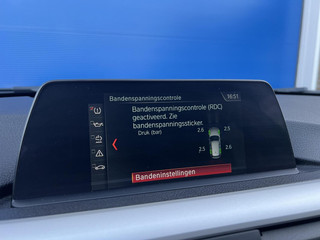 Bandenspanningscontrole
16:51
Bandenspanningscontrole (RDC)
geactiveerd. Zie
bandenspanningssticker.
Druk (bar)
2.6 2.5
2.5 2.6
Bandeninstellingen